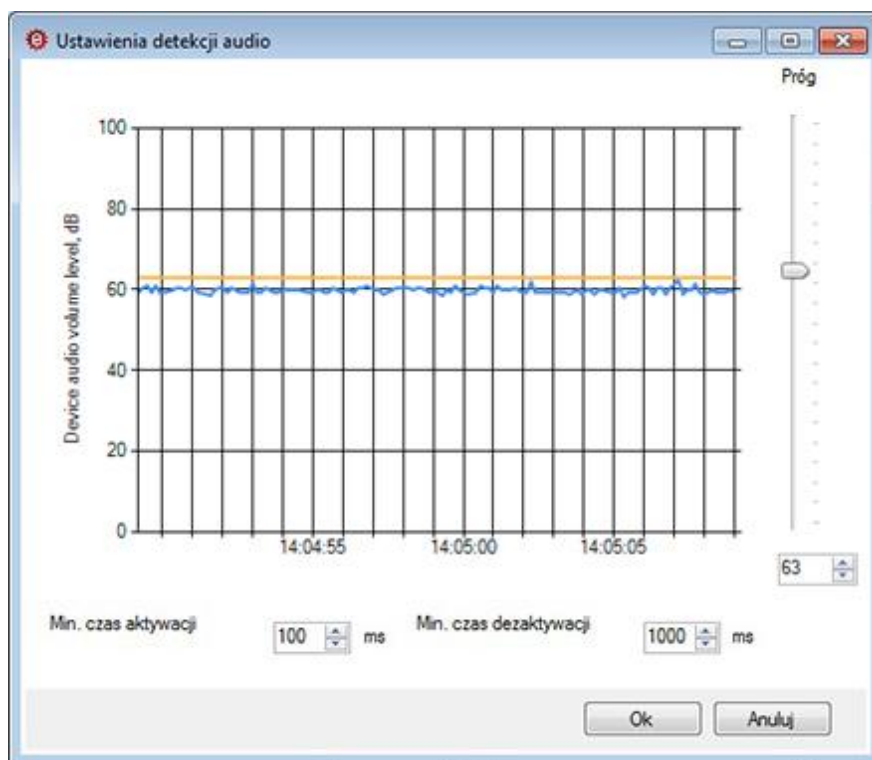 Ustawienia detekcji audio
Próg
100
80
60
40
20
0
Device audio volume level, dB
14:04:55 14:05:00 14:05:05
63
Min. czas aktywacji 100 ms Min. czas dezaktywacji 1000 ms
Ok Anuluj